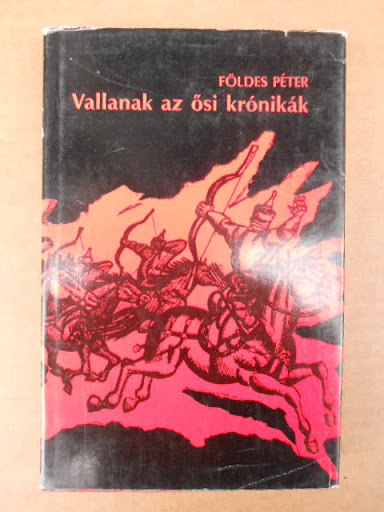 FÖLDES PÉTER
Vallanak az ősi krónikák